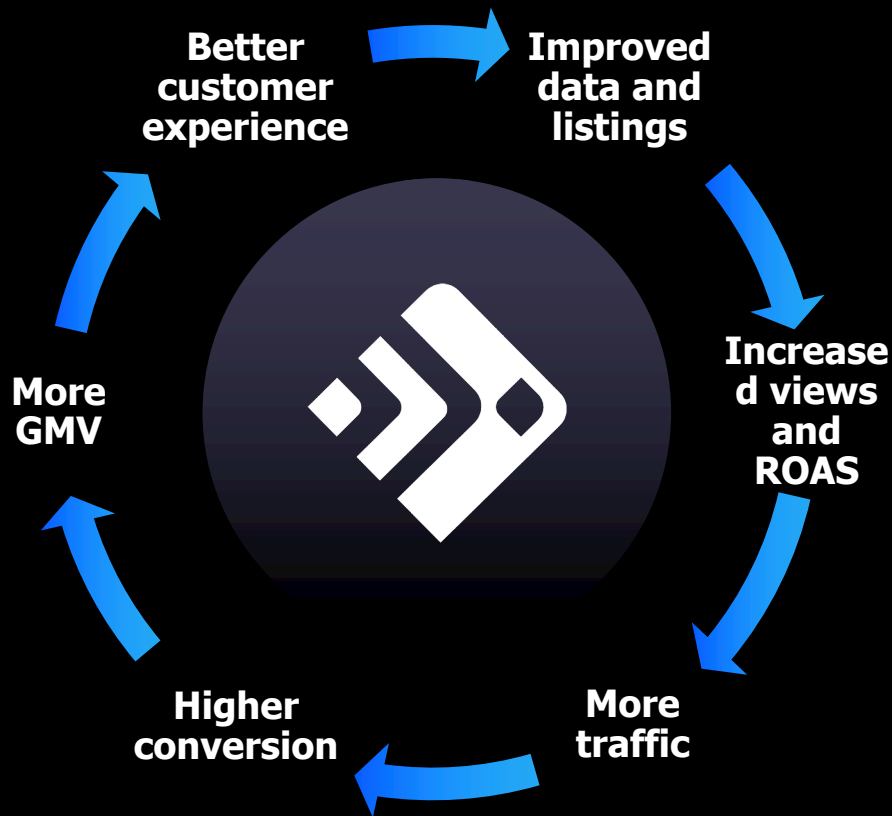 Better
customer
experience
Improved
data and
listings
Increase
d views
and
ROAS
More
traffic
Higher
conversion
More
GMV